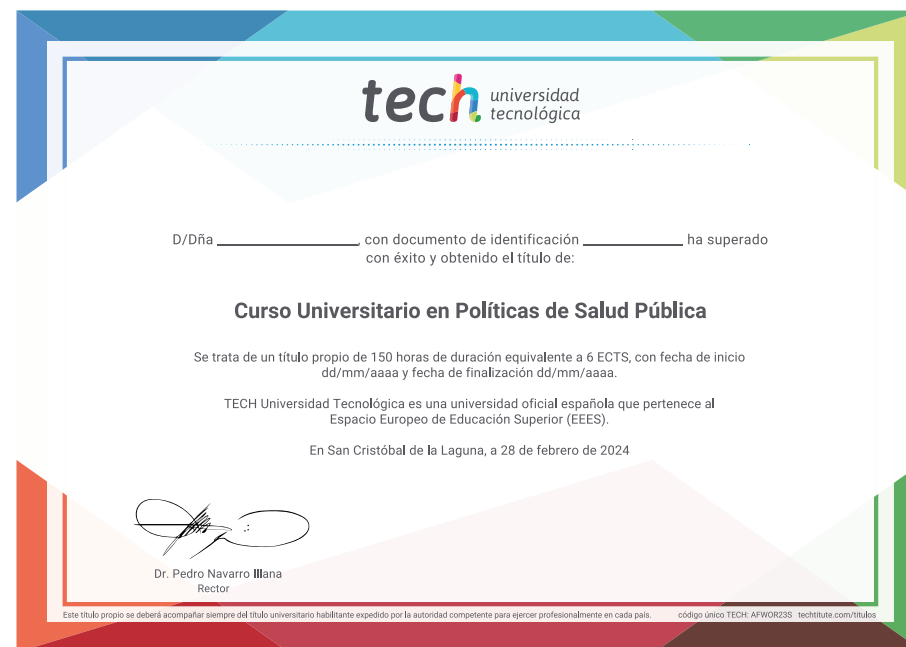 tech universidad
tecnológica
D/Dña ___________________, con documento de identificación ______________ ha superado
con éxito y obtenido el título de:
Curso Universitario en Políticas de Salud Pública
Se trata de un título propio de 150 horas de duración equivalente a 6 ECTS, con fecha de inicio
dd/mm/aaaa y fecha de finalización dd/mm/aaaa.
TECH Universidad Tecnológica es una universidad oficial española que pertenece al
Espacio Europeo de Educación Superior (EEES).
En San Cristóbal de la Laguna, a 28 de febrero de 2024
Dr. Pedro Navarro Illana
Rector
Este título propio se deberá acompañar siempre del título universitario habilitante expedido por la autoridad competente para ejercer profesionalmente en cada país. código único TECH: AFWOR23S techtitute.com/titulos